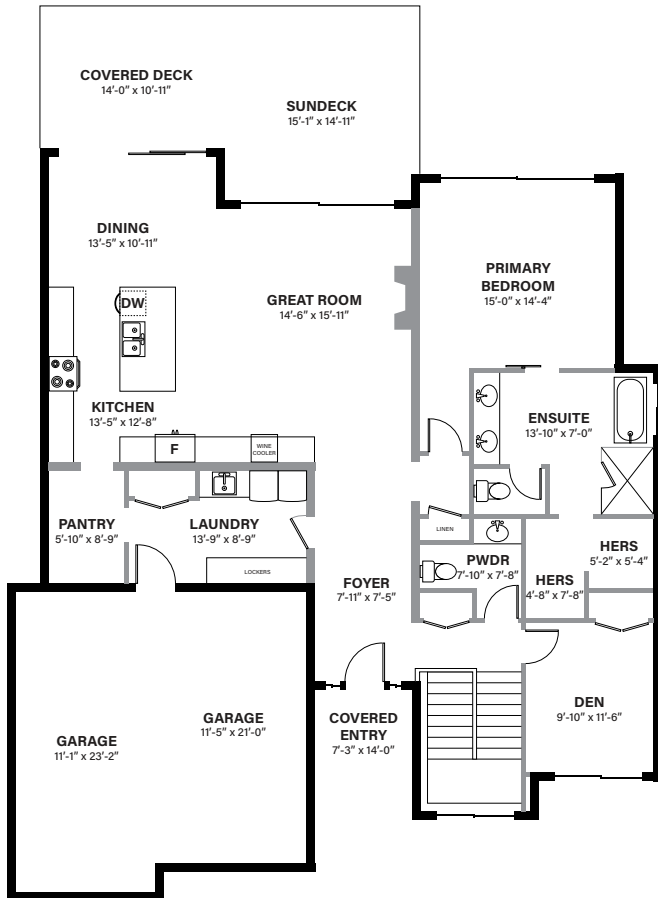 COVERED DECK
14'-0" x 10'-11"
SUNDECK
15'-1" x 14'-11"
DINING
13'-5" x 10'-11"
PRIMARY
BEDROOM
15'-0" x 14'-4"
GREAT ROOM
14'-6" x 15'-11"
DW
KITCHEN
13'-5" x 12'-8"
ENSUITE
13'-10" x 7'-0"
F
WINE
COOLER
PANTRY
5'-10" x 8'-9"
LAUNDRY
13'-9" x 8'-9"
LINEN
LOCKERS
PWDR
7'-10" x 7'-8"
HERS
5'-2" x 5'-4"
HERS
4'-8" x 7'-8"
FOYER
7'-11" x 7'-5"
GARAGE
11'-1" x 23'-2"
GARAGE
11'-5" x 21'-0"
COVERED
ENTRY
7'-3" x 14'-0"
DEN
9'-10" x 11'-6"